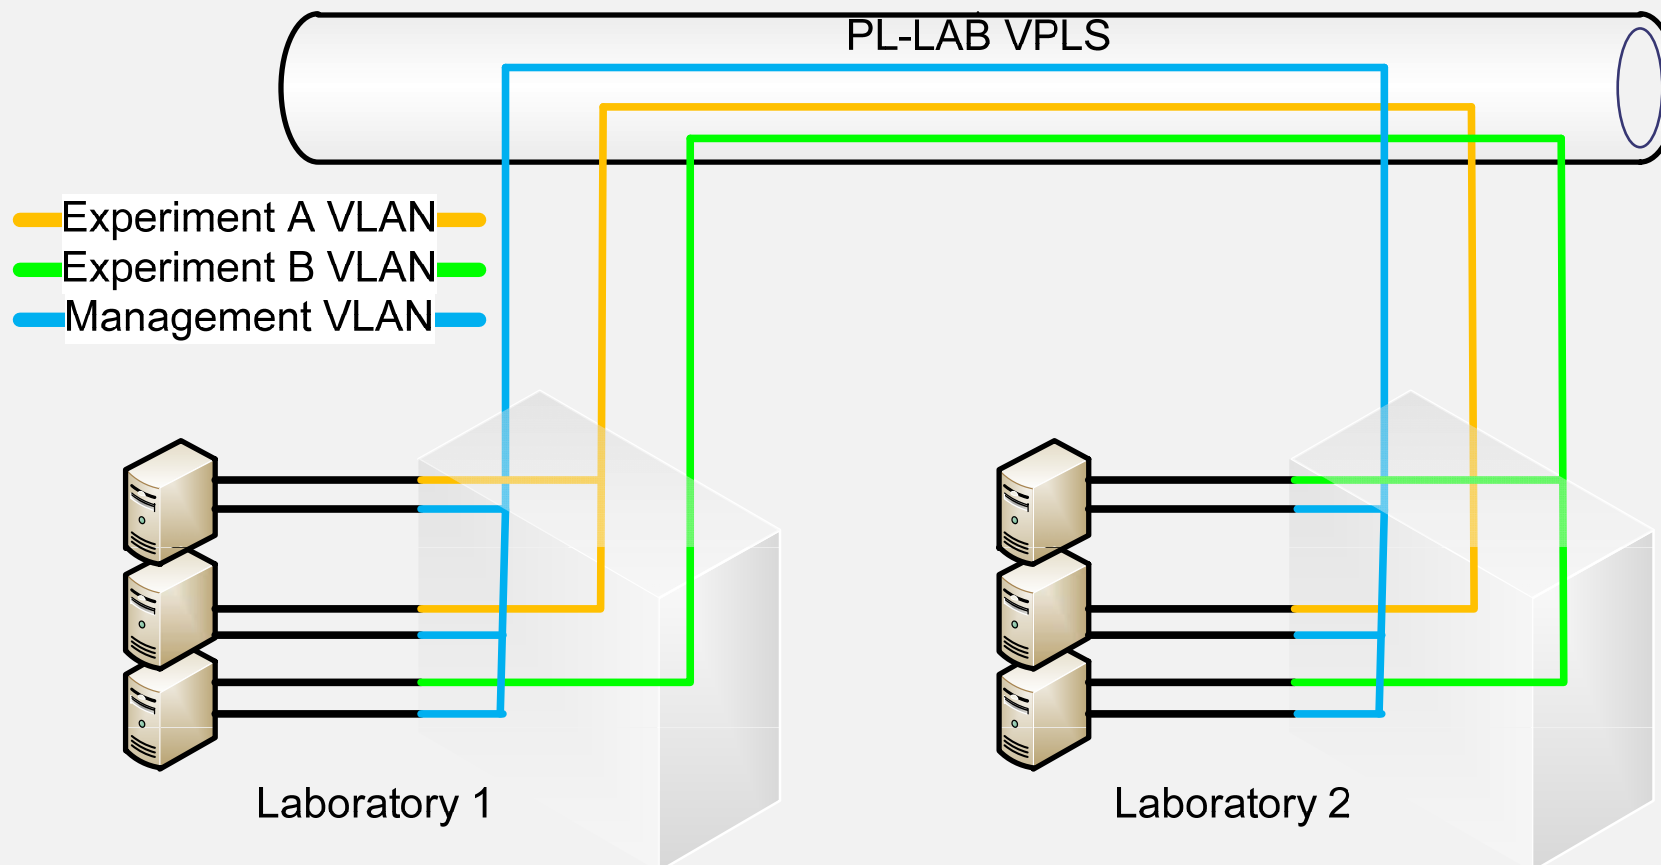 PL-LAB VPLS
Experiment A VLAN
Experiment B VLAN
Management VLAN
Laboratory 1
Laboratory 2